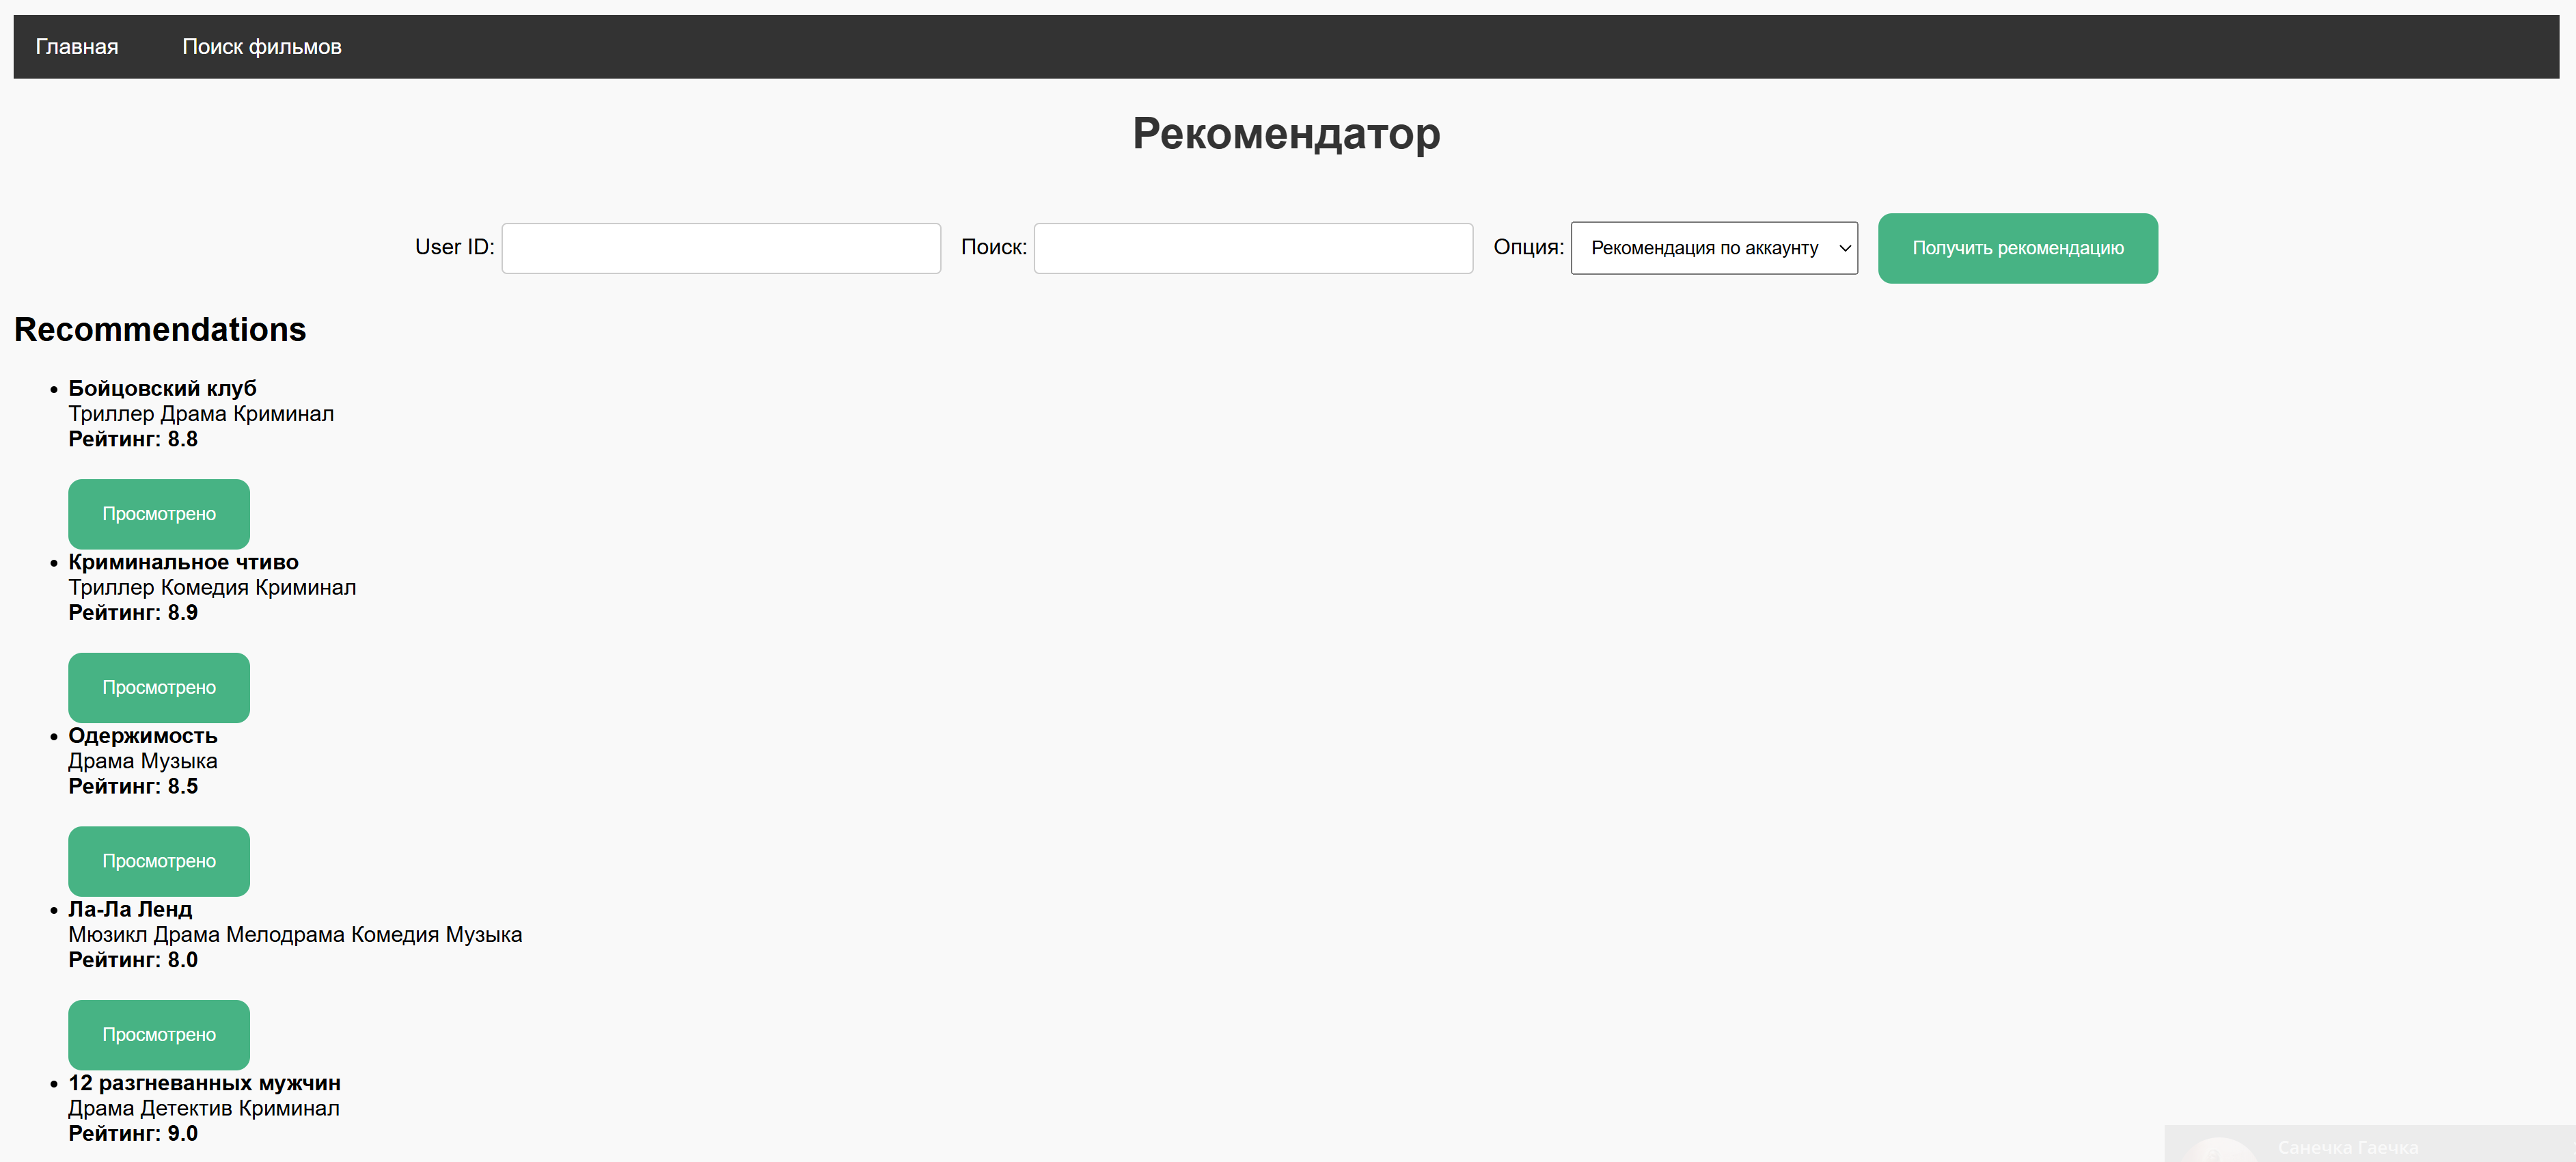 Главная Поиск фильмов
Рекомендатор
User ID: Поиск: Опция: Рекомендация по аккаунту Получить рекомендацию
Recommendations
Бойцовский клуб
Триллер Драма Криминал
Рейтинг: 8.8
Просмотрено
Криминальное чтиво
Триллер Комедия Криминал
Рейтинг: 8.9
Просмотрено
Одержимость
Драма Музыка
Рейтинг: 8.5
Просмотрено
Ла-Ла Ленд
Мюзикл Драма Мелодрама Комедия Музыка
Рейтинг: 8.0
Просмотрено
12 разгневанных мужчин
Драма Детектив Криминал
Рейтинг: 9.0
Санечка Гаечка